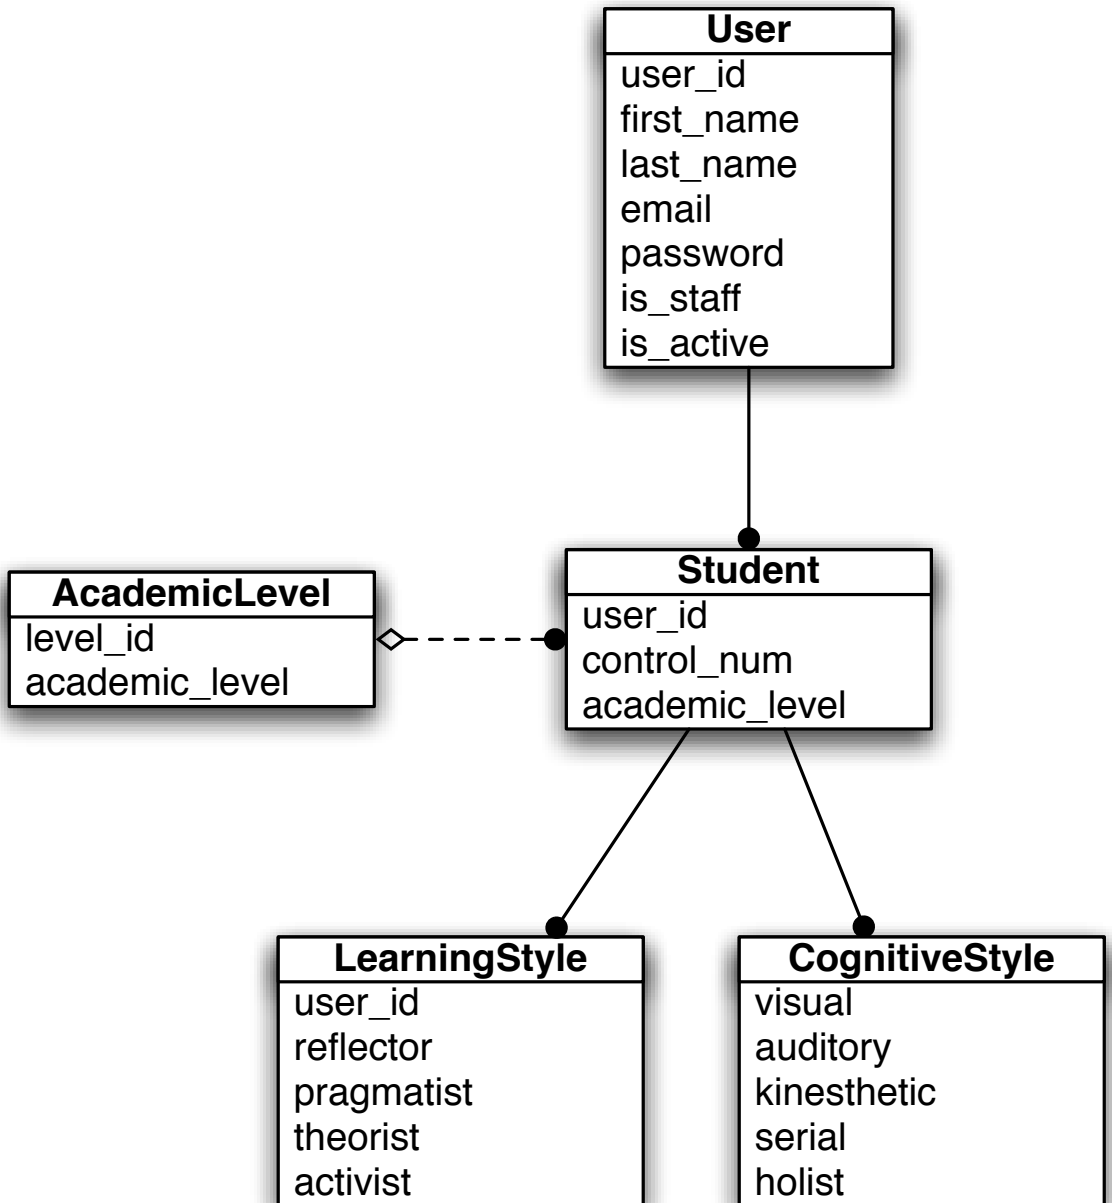 User
user_id
first_name
last_name
email
password
is_staff
is_active
AcademicLevel
level_id
academic_level
Student
user_id
control_num
academic_level
LearningStyle
user_id
reflector
pragmatist
theorist
activist
CognitiveStyle
visual
auditory
kinesthetic
serial
holist